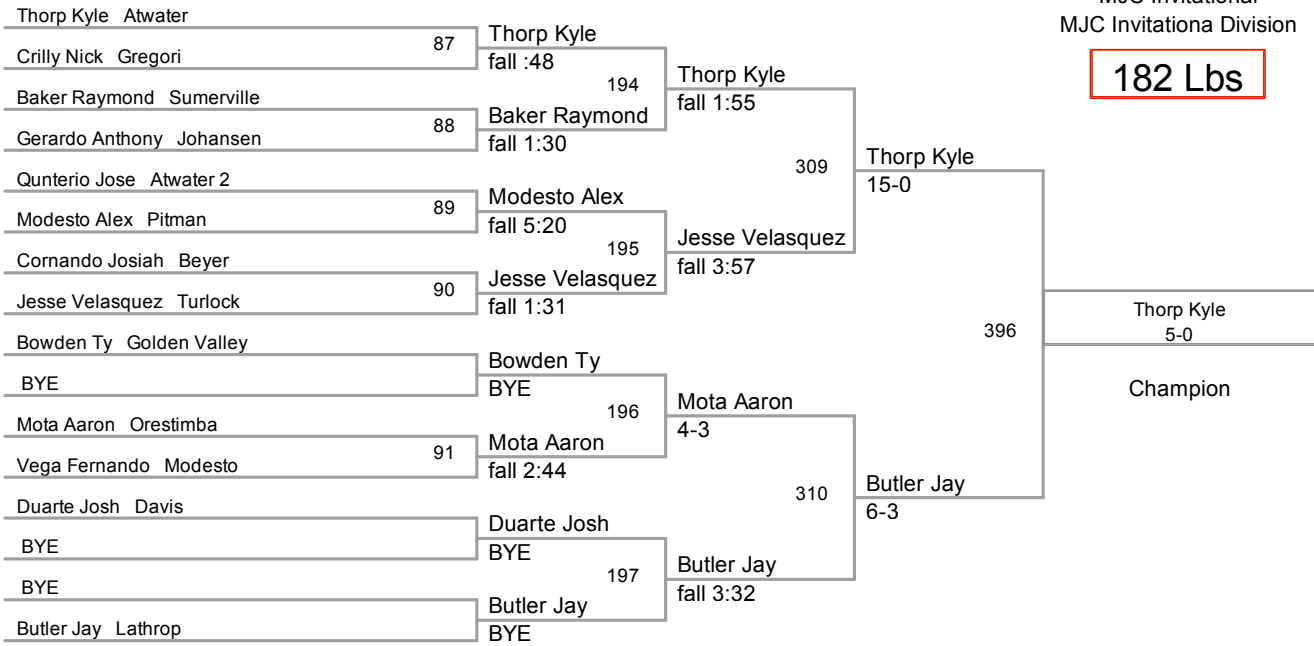 MJC Invitational
MJC Invitationa Division
182 Lbs
Thorp Kyle Atwater
Crilly Nick Gregori
Baker Raymond Sumerville
Gerardo Anthony Johansen
Qunterio Jose Atwater 2
Modesto Alex Pitman
Cornando Josiah Beyer
Jesse Velasquez Turlock
Bowden Ty Golden Valley
BYE
Mota Aaron Orestimba
Vega Fernando Modesto
Duarte Josh Davis
BYE
BYE
Butler Jay Lathrop
87
88
89
90
91
Thorp Kyle
fall :48
Baker Raymond
fall 1:30
Modesto Alex
fall 5:20
Jesse Velasquez
fall 1:31
Bowden Ty
BYE
Mota Aaron
fall 2:44
Duarte Josh
BYE
Butler Jay
BYE
194
195
196
197
Thorp Kyle
fall 1:55
Jesse Velasquez
fall 3:57
Mota Aaron
4-3
Butler Jay
fall 3:32
309
310
Thorp Kyle
15-0
Butler Jay
6-3
396
Thorp Kyle
5-0
Champion